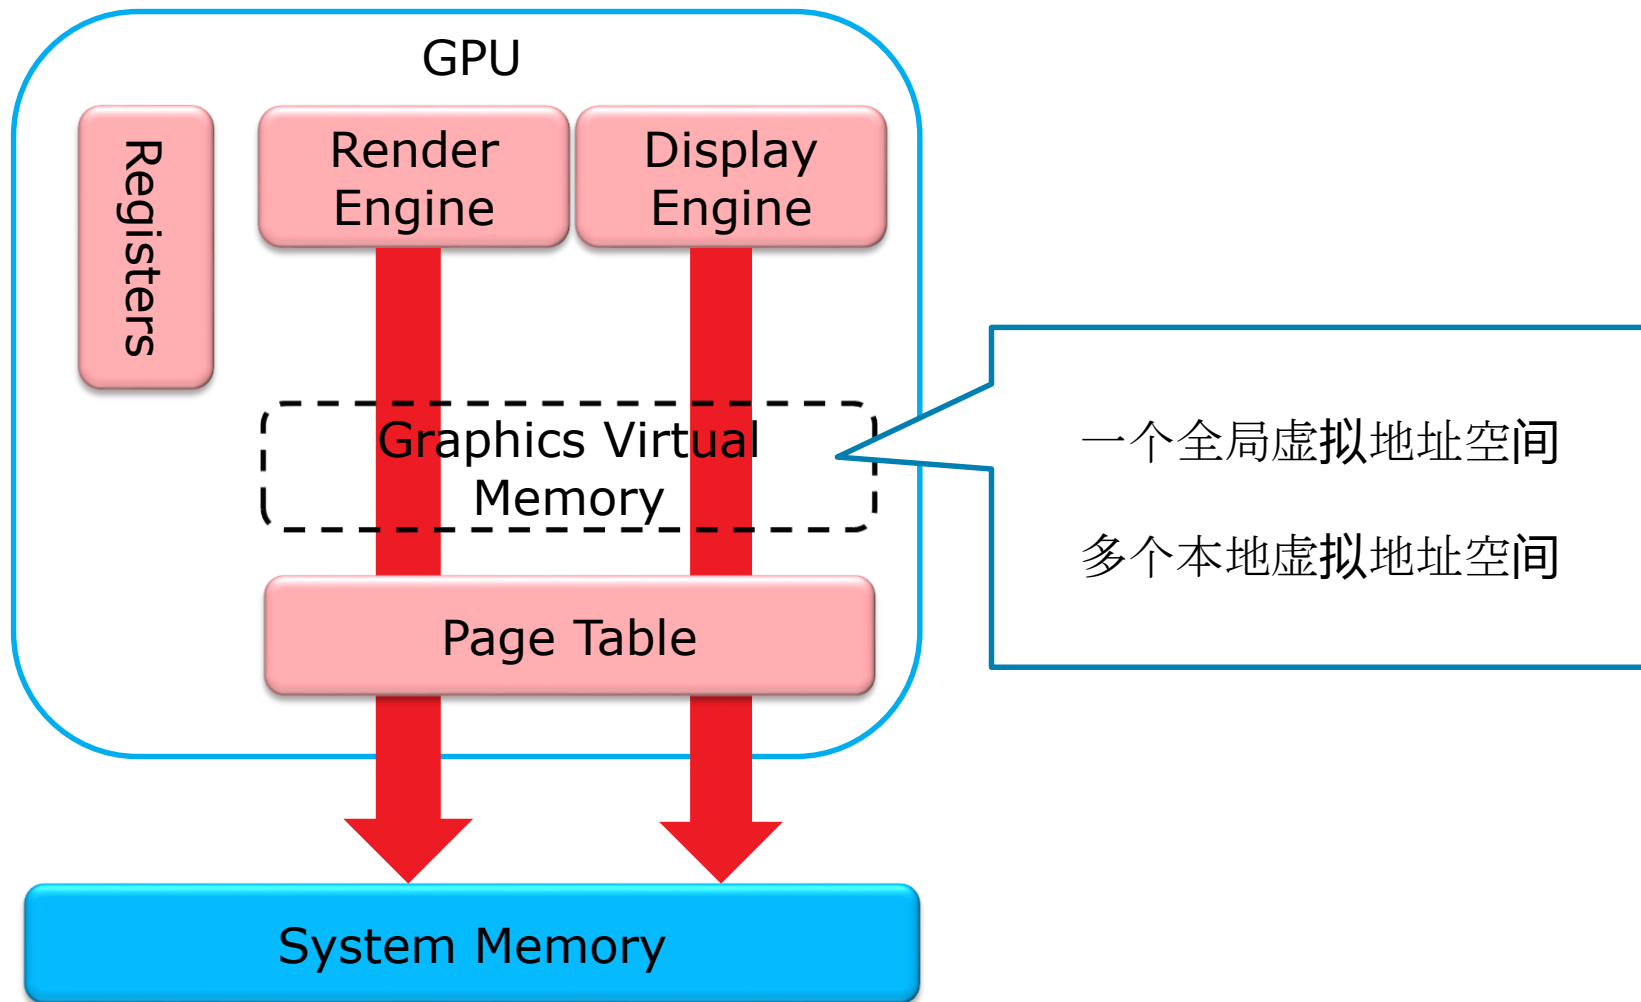 GPU
Registers
Render
Engine
Display
Engine
Graphics Virtual
Memory
一个全局虚拟地址空间
多个本地虚拟地址空间
Page Table
System Memory